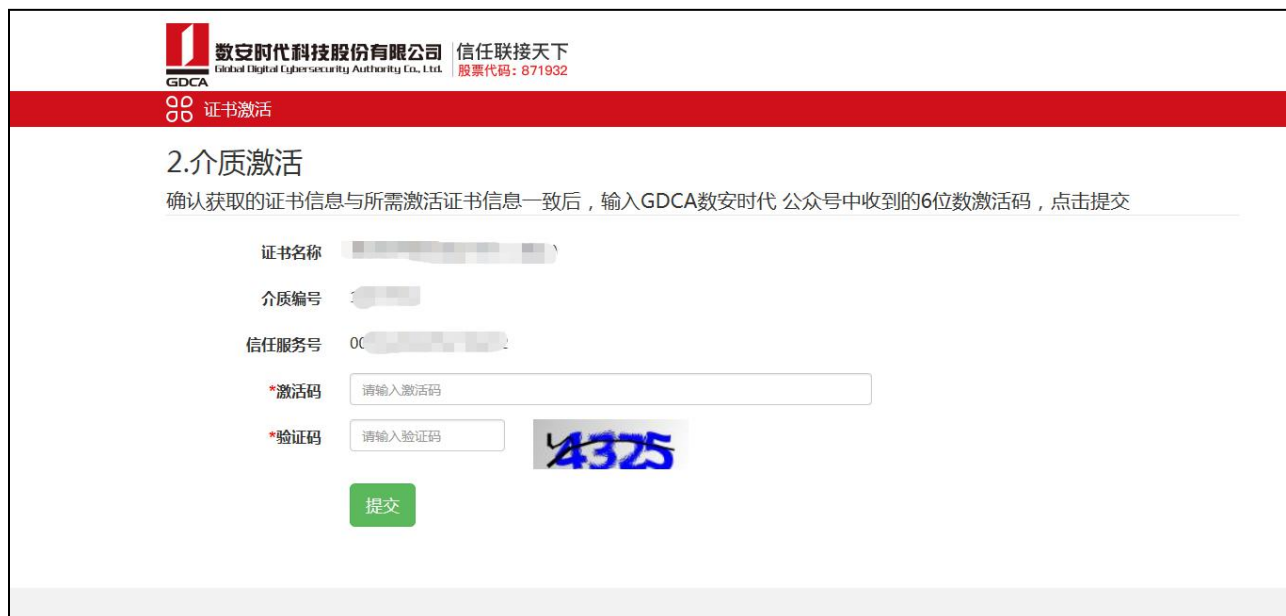 数安时代科技股份有限公司 信任联接天下
Global Digital Cybersecurity Authority Co., Ltd. 股票代码：871932
GDCA
证书激活
2.介质激活
确认获取的证书信息与所需激活证书信息一致后，输入GDCA数安时代 公众号中收到的6位数激活码，点击提交
证书名称
介质编号
信任服务号 00
*激活码 请输入激活码
*验证码 请输入验证码 4325
提交